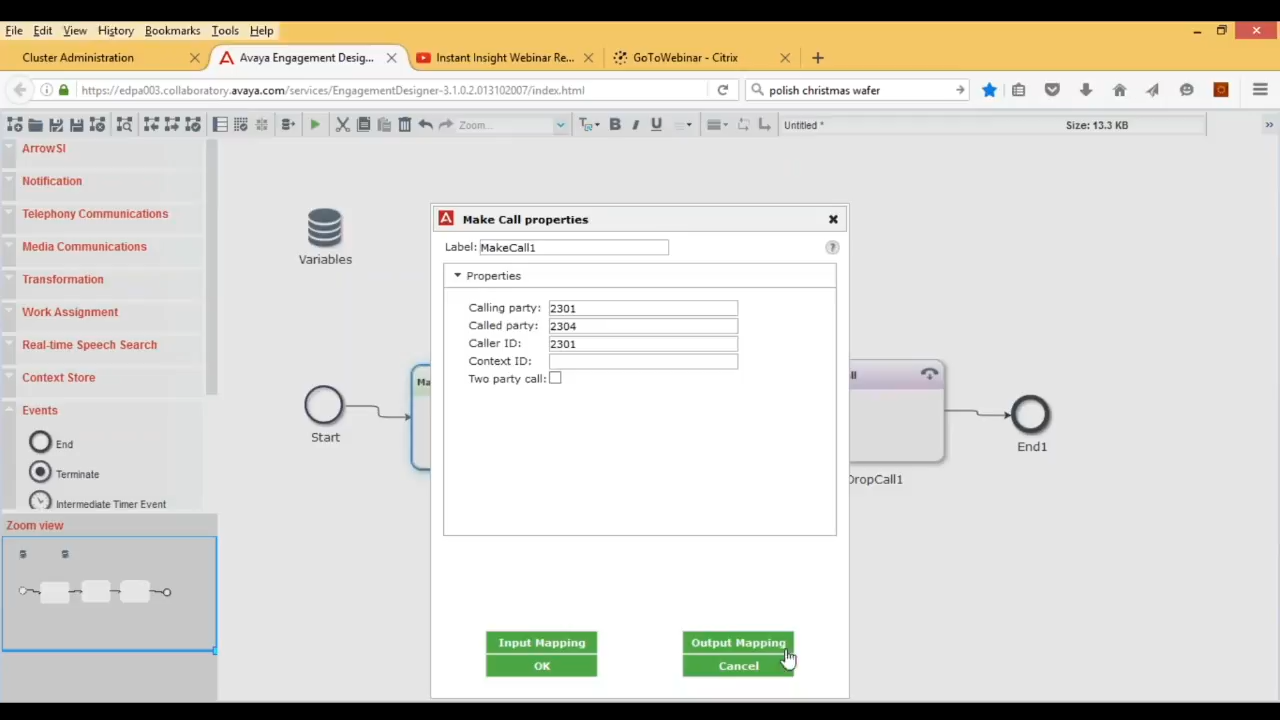 File Edit View History Bookmarks Tools Help
Cluster Administration
Avaya Engagement Desig...
Instant Insight Webinar Re...
GoToWebinar - Citrix
https://edpa003.collaboratory.avaya.com/services/EngagementDesigner-3.1.0.2.013102007/index.html
polish christmas wafer
Zoom...
B i U
Untitled *
Size: 13.3 KB
ArrowSI
Notification
Telephony Communications
Media Communications
Transformation
Work Assignment
Real-time Speech Search
Context Store
Events
End
Terminate
Intermediate Timer Event
Zoom view
Variables
Start
Ma
Make Call properties
Label: MakeCall1
Properties
Calling party: 2301
Called party: 2304
Caller ID: 2301
Context ID:
Two party call:
Input Mapping
Output Mapping
OK
Cancel
ll
DropCall1
End1